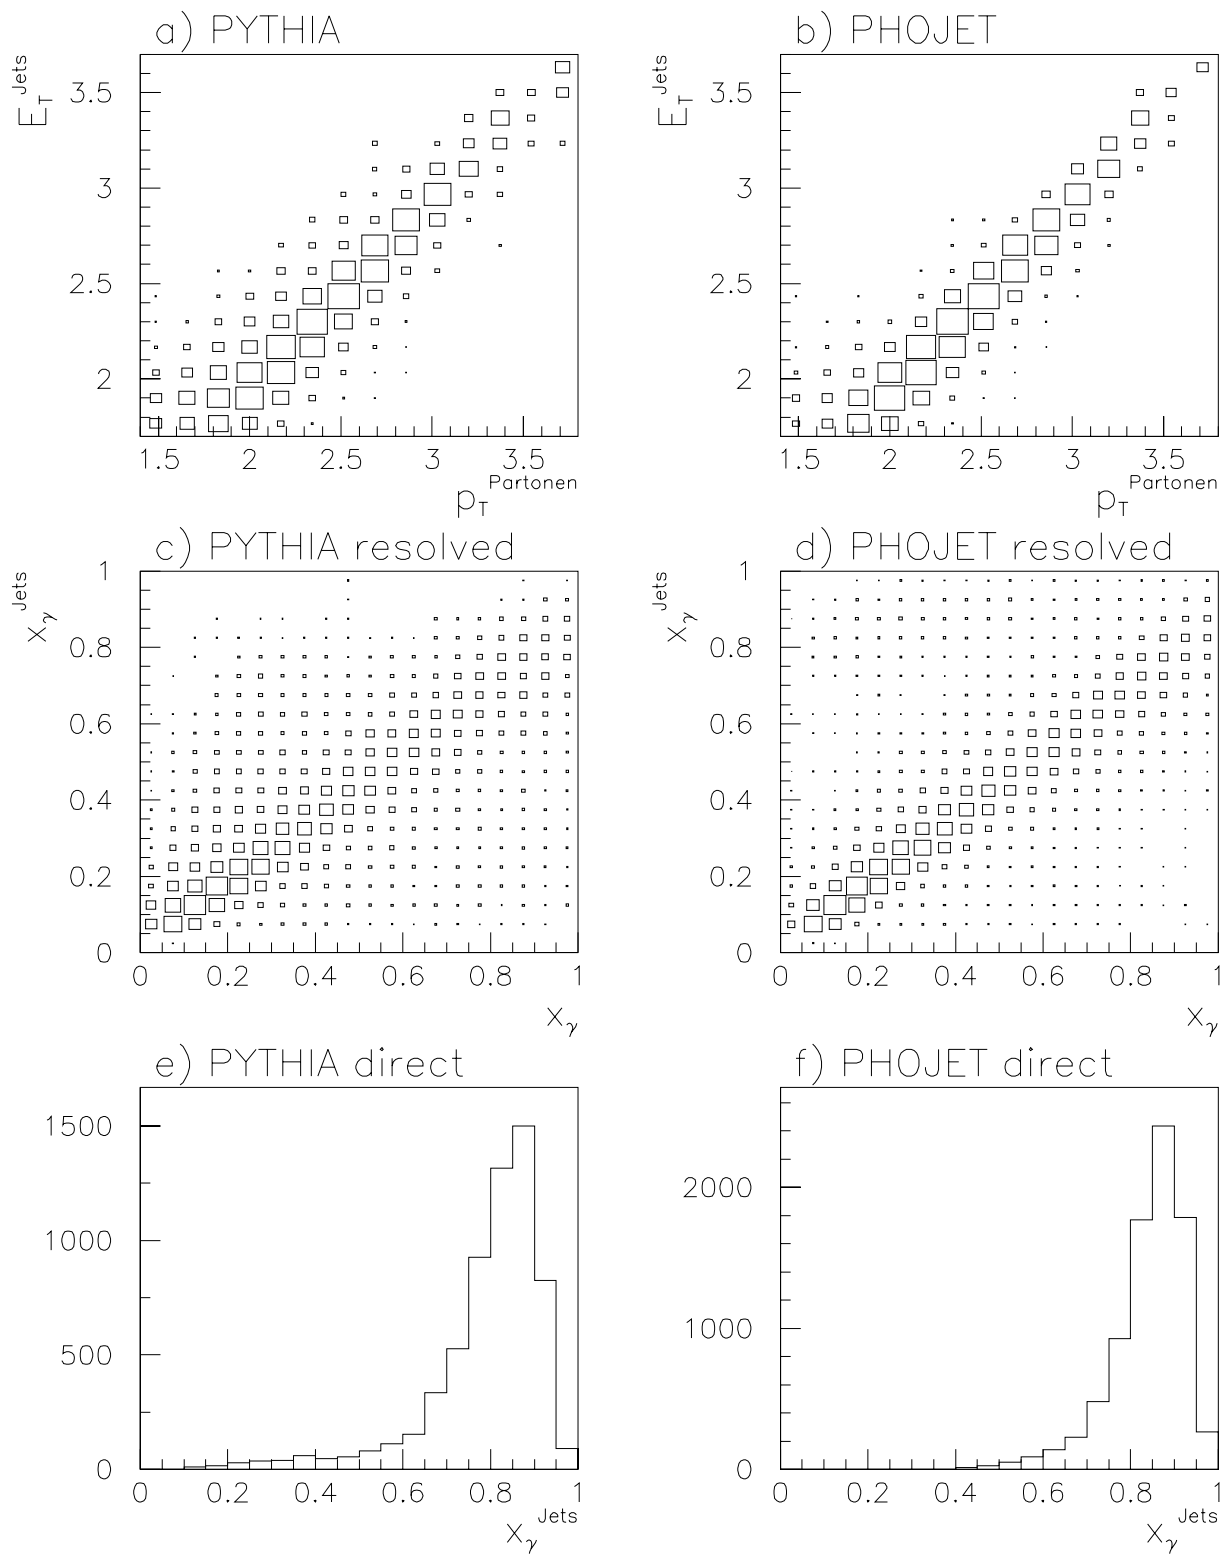 a) PYTHIA
E_T^Jets
3.5
3
2.5
2
1.5 2 2.5 3 3.5
p_T^Partonen
b) PHOJET
E_T^Jets
3.5
3
2.5
2
1.5 2 2.5 3 3.5
p_T^Partonen
c) PYTHIA resolved
x_γ^Jets
1
0.8
0.6
0.4
0.2
0
0 0.2 0.4 0.6 0.8 1
x_γ
d) PHOJET resolved
x_γ^Jets
1
0.8
0.6
0.4
0.2
0
0 0.2 0.4 0.6 0.8 1
x_γ
e) PYTHIA direct
1500
1000
500
0
0 0.2 0.4 0.6 0.8 1
x_γ^Jets
f) PHOJET direct
2000
1000
0
0 0.2 0.4 0.6 0.8 1
x_γ^Jets